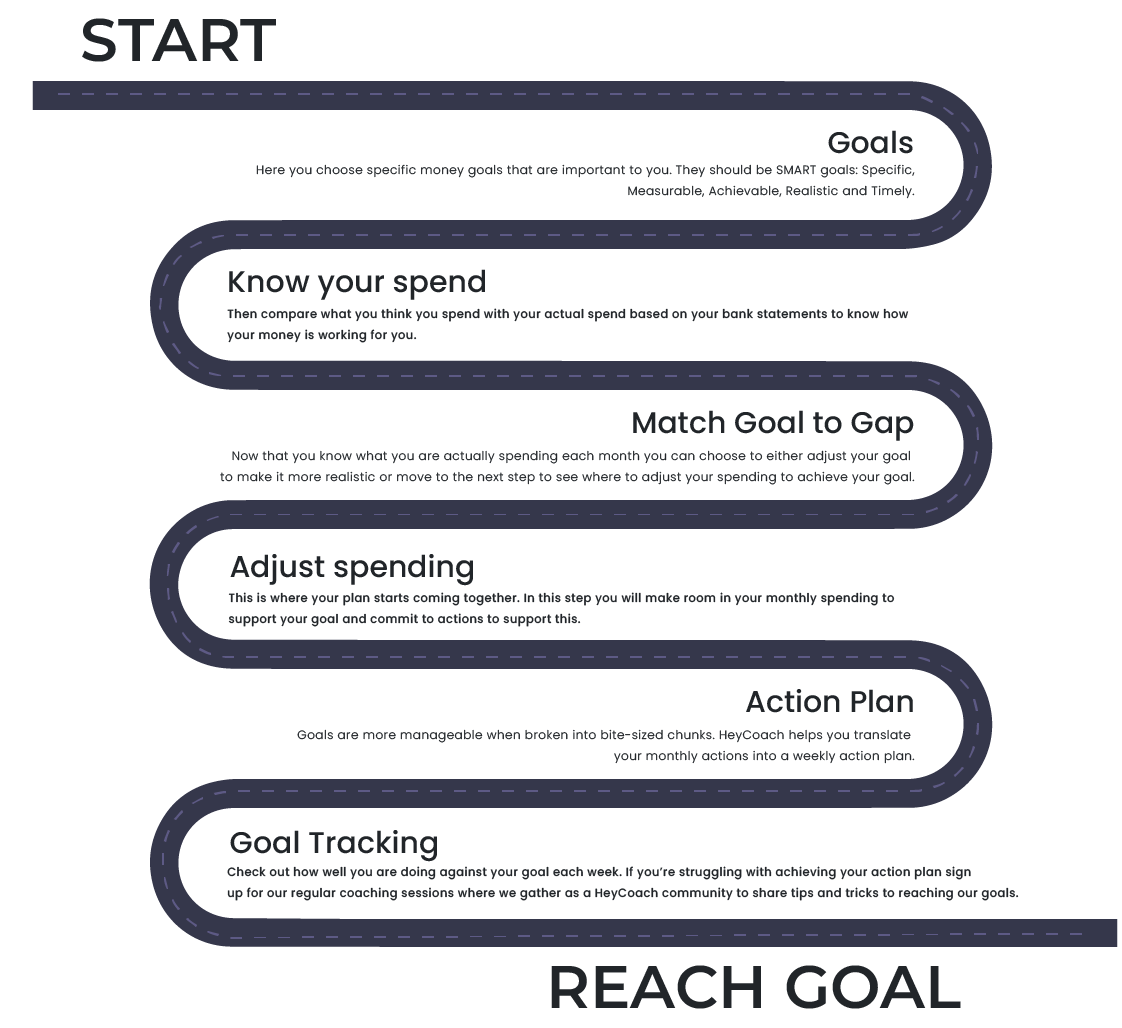 START
Goals
Here you choose specific money goals that are important to you. They should be SMART goals: Specific,
Measurable, Achievable, Realistic and Timely.
Know your spend
Then compare what you think you spend with your actual spend based on your bank statements to know how
your money is working for you.
Match Goal to Gap
Now that you know what you are actually spending each month you can choose to either adjust your goal
to make it more realistic or move to the next step to see where to adjust your spending to achieve your goal.
Adjust spending
This is where your plan starts coming together. In this step you will make room in your monthly spending to
support your goal and commit to actions to support this.
Action Plan
Goals are more manageable when broken into bite-sized chunks. HeyCoach helps you translate
your monthly actions into a weekly action plan.
Goal Tracking
Check out how well you are doing against your goal each week. If you’re struggling with achieving your action plan sign
up for our regular coaching sessions where we gather as a HeyCoach community to share tips and tricks to reaching our goals.
REACH GOAL